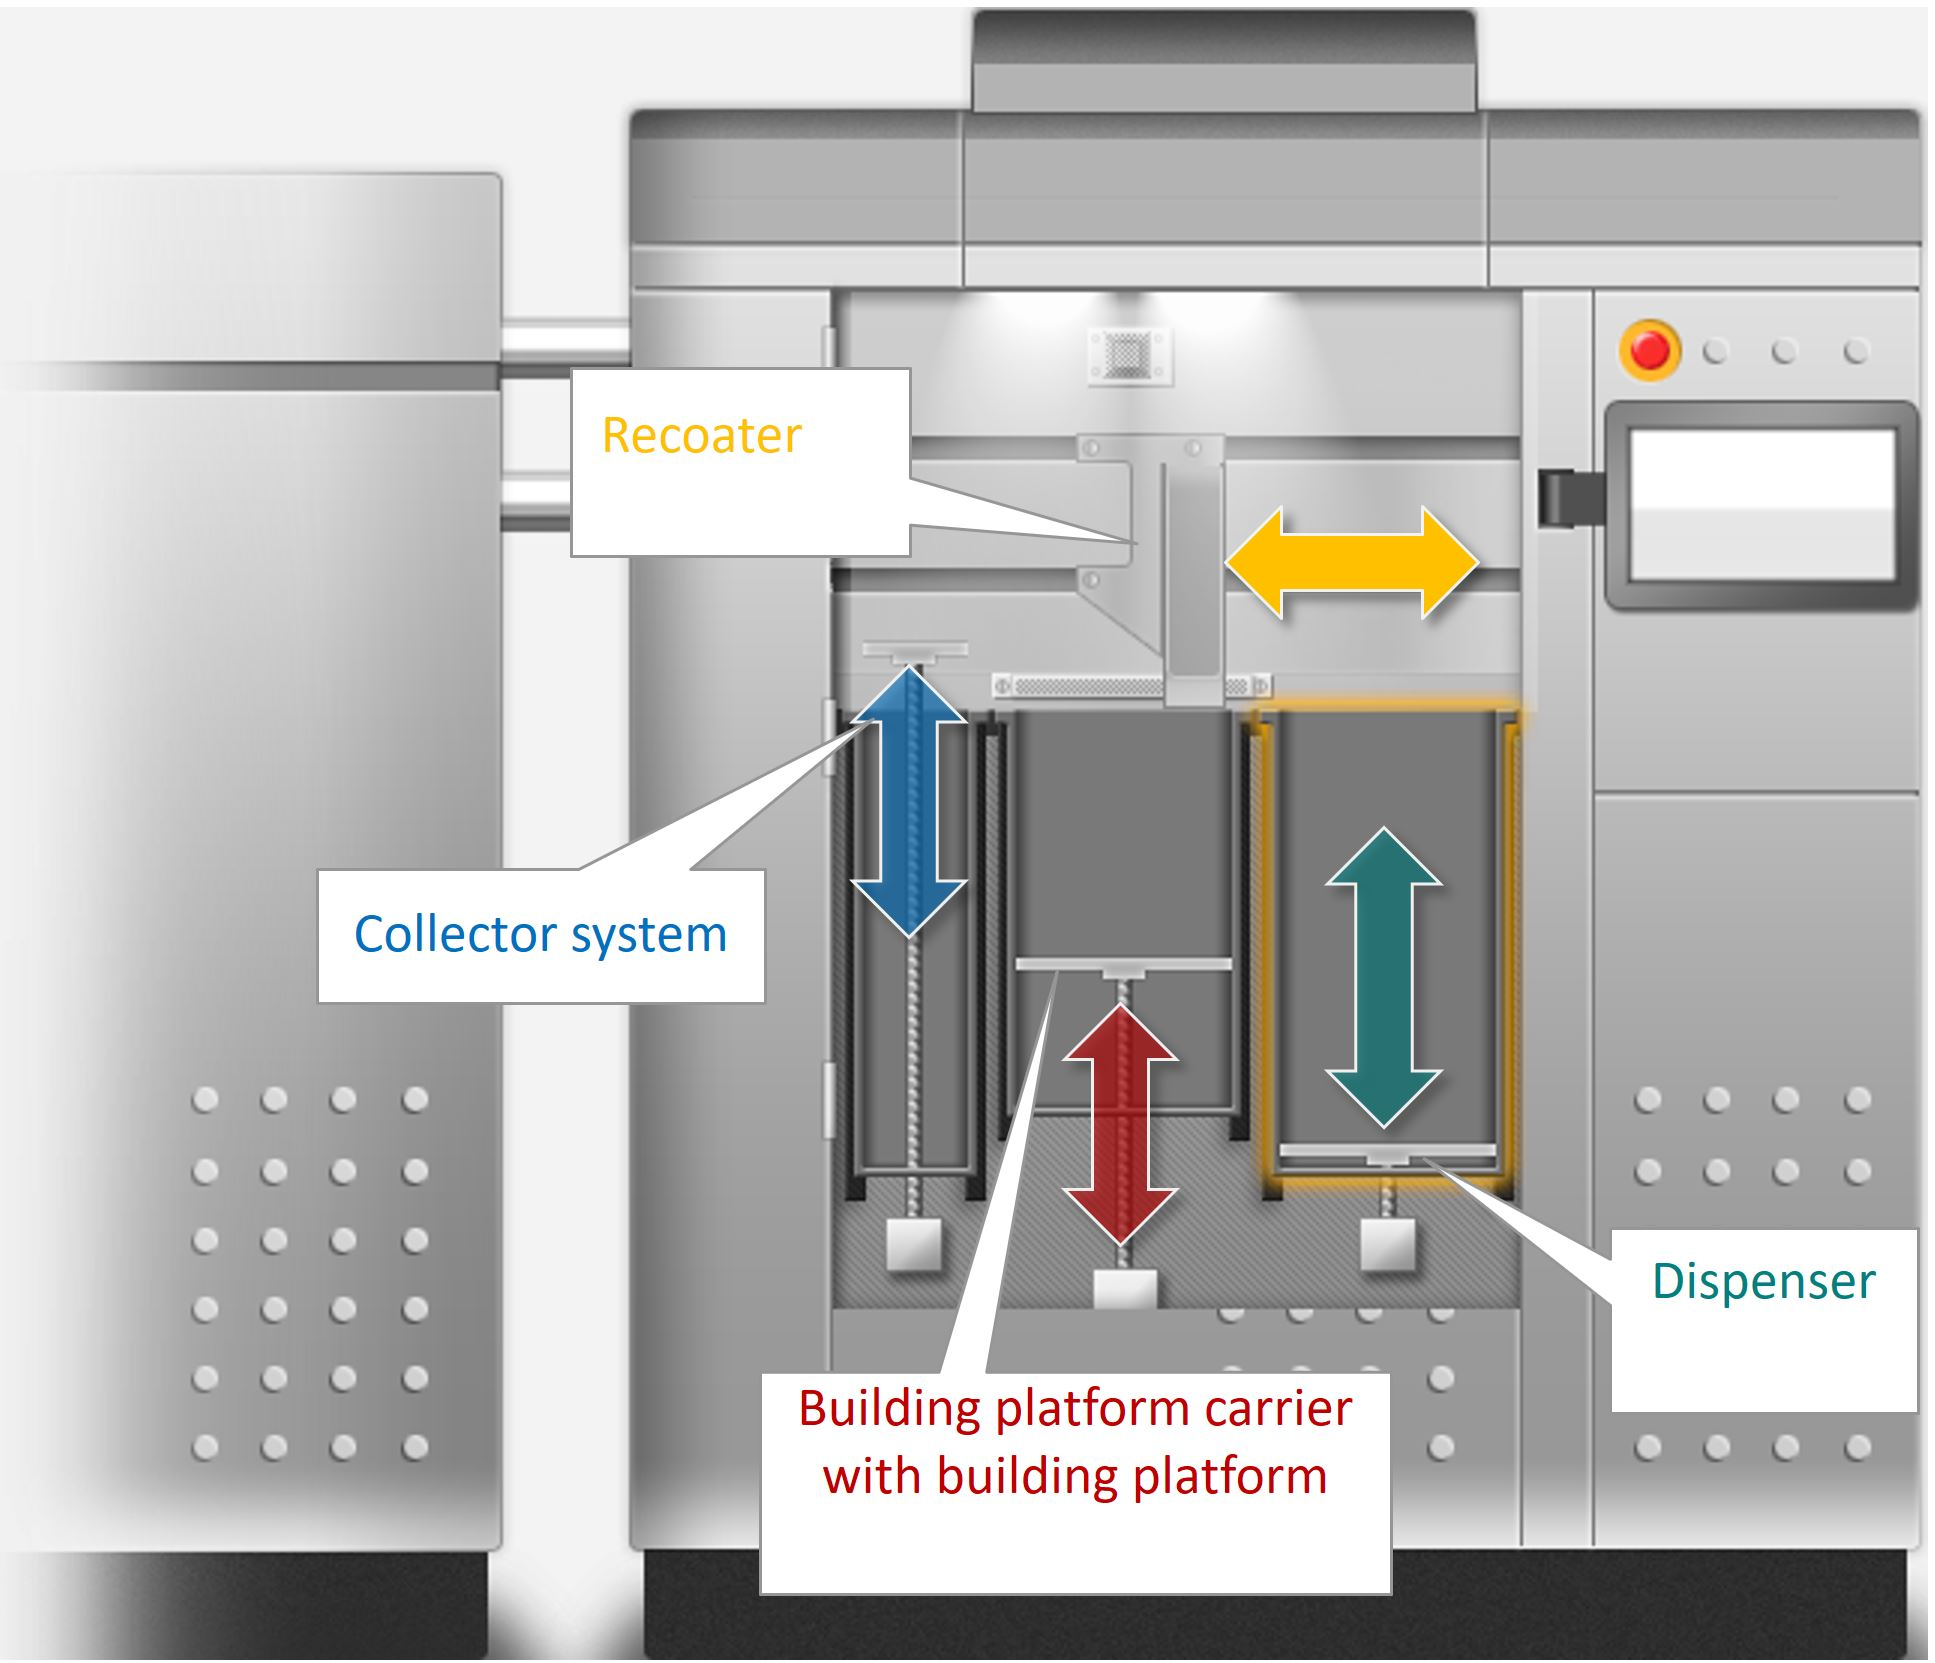 Recoater
Collector system
Dispenser
Building platform carrier
with building platform